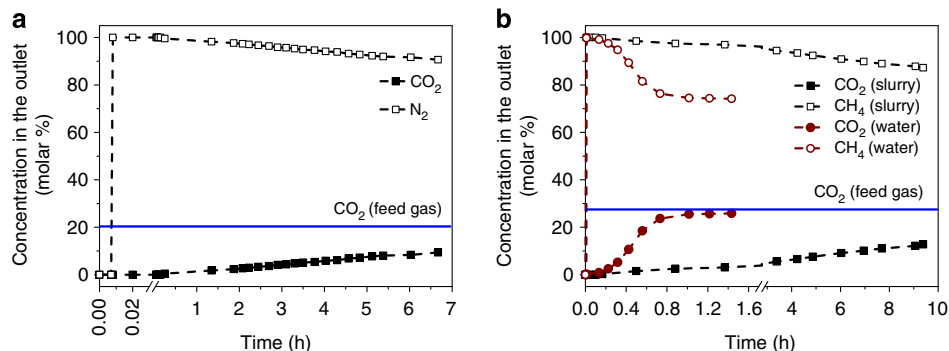 a
Concentration in the outlet
(molar %)
100
80
60
40
20
0
CO2
N2
CO2 (feed gas)
0.00
0.02
1
2
3
4
5
6
7
Time (h)
b
Concentration in the outlet
(molar %)
100
80
60
40
20
0
CO2 (slurry)
CH4 (slurry)
CO2 (water)
CH4 (water)
CO2 (feed gas)
0.0
0.4
0.8
1.2
1.6
4
6
8
10
Time (h)